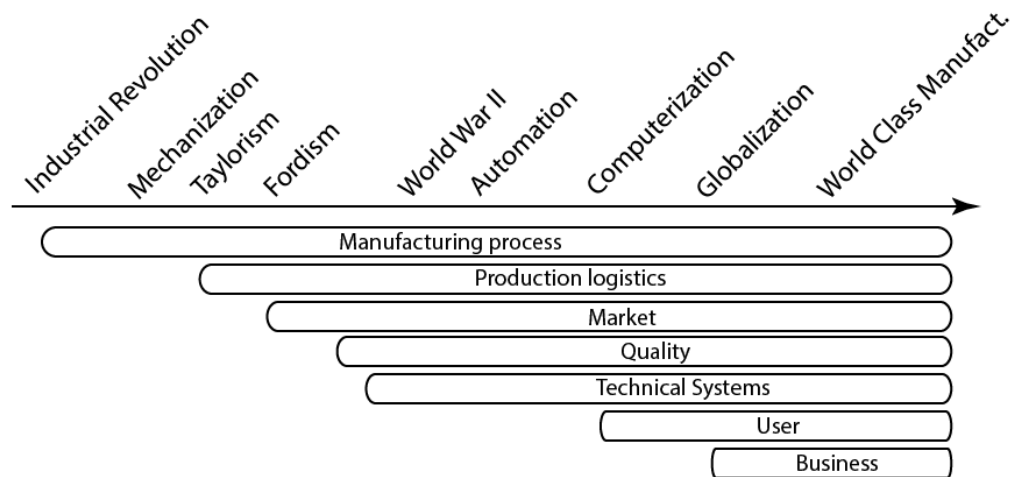 Industrial Revolution
Mechanization
Taylorism
Fordism
World War II
Automation
Computerization
Globalization
World Class Manufact.
Manufacturing process
Production logistics
Market
Quality
Technical Systems
User
Business